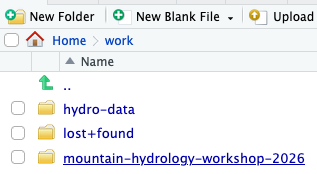 New Folder New Blank File Upload
Home > work
Name
..
hydro-data
lost+found
mountain-hydrology-workshop-2026